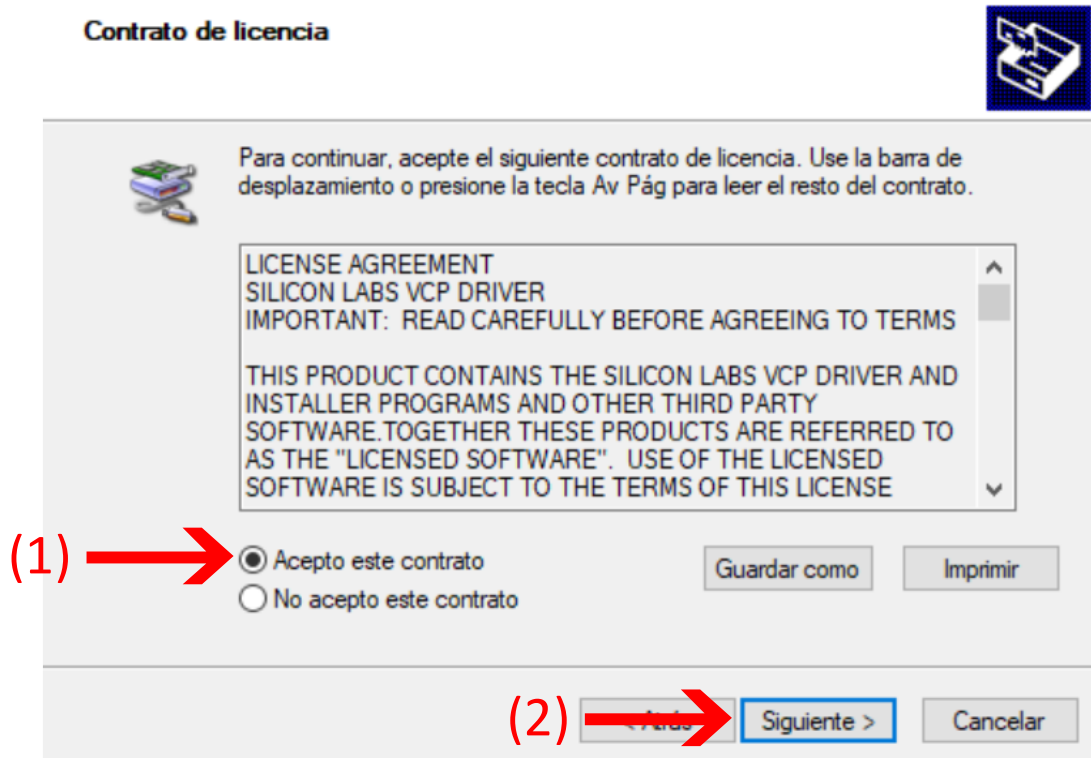 Contrato de licencia
Para continuar, acepte el siguiente contrato de licencia. Use la barra de
desplazamiento o presione la tecla Av Pág para leer el resto del contrato.
LICENSE AGREEMENT
SILICON LABS VCP DRIVER
IMPORTANT:  READ CAREFULLY BEFORE AGREEING TO TERMS
THIS PRODUCT CONTAINS THE SILICON LABS VCP DRIVER AND
INSTALLER PROGRAMS AND OTHER THIRD PARTY
SOFTWARE.TOGETHER THESE PRODUCTS ARE REFERRED TO
AS THE "LICENSED SOFTWARE".  USE OF THE LICENSED
SOFTWARE IS SUBJECT TO THE TERMS OF THIS LICENSE
(1) Acepto este contrato Guardar como Imprimir
No acepto este contrato
(2) < Atrás Siguiente > Cancelar